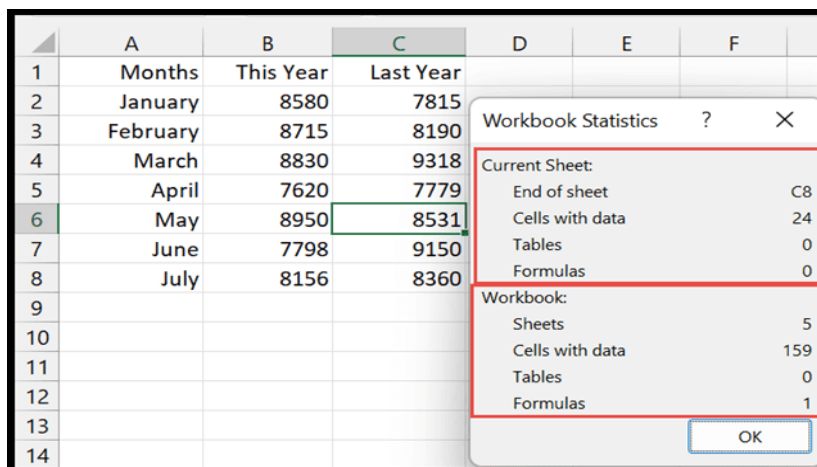 A B C D E F
1 Months This Year Last Year
2 January 8580 7815
3 February 8715 8190
4 March 8830 9318
5 April 7620 7779
6 May 8950 8531
7 June 7798 9150
8 July 8156 8360
9
10
11
12
13
14
Workbook Statistics ? ×
Current Sheet:
End of sheet C8
Cells with data 24
Tables 0
Formulas 0
Workbook:
Sheets 5
Cells with data 159
Tables 0
Formulas 1
OK